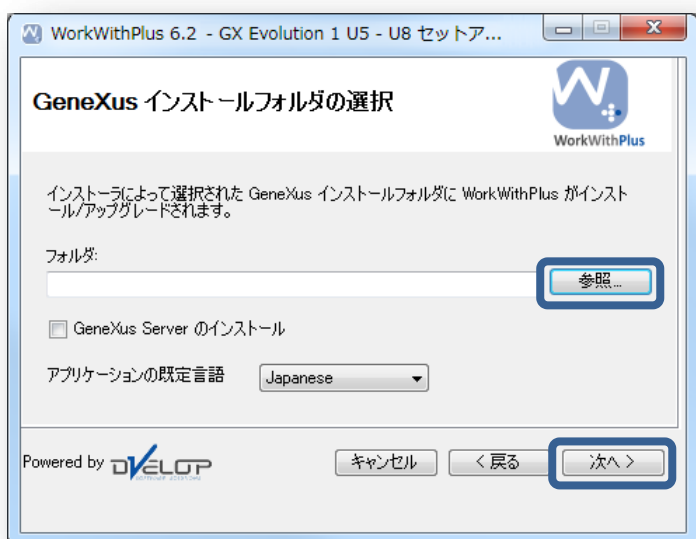 WorkWithPlus 6.2 - GX Evolution 1 U5 - U8 セットア...
GeneXus インストールフォルダの選択
WorkWithPlus
インストーラによって選択された GeneXus インストールフォルダに WorkWithPlus がインスト
ール/アップグレードされます。
フォルダ:
参照...
GeneXus Server のインストール
アプリケーションの既定言語
Japanese
Powered by DVELOP
SOFTWARE SOLUTIONS
キャンセル
< 戻る
次へ >